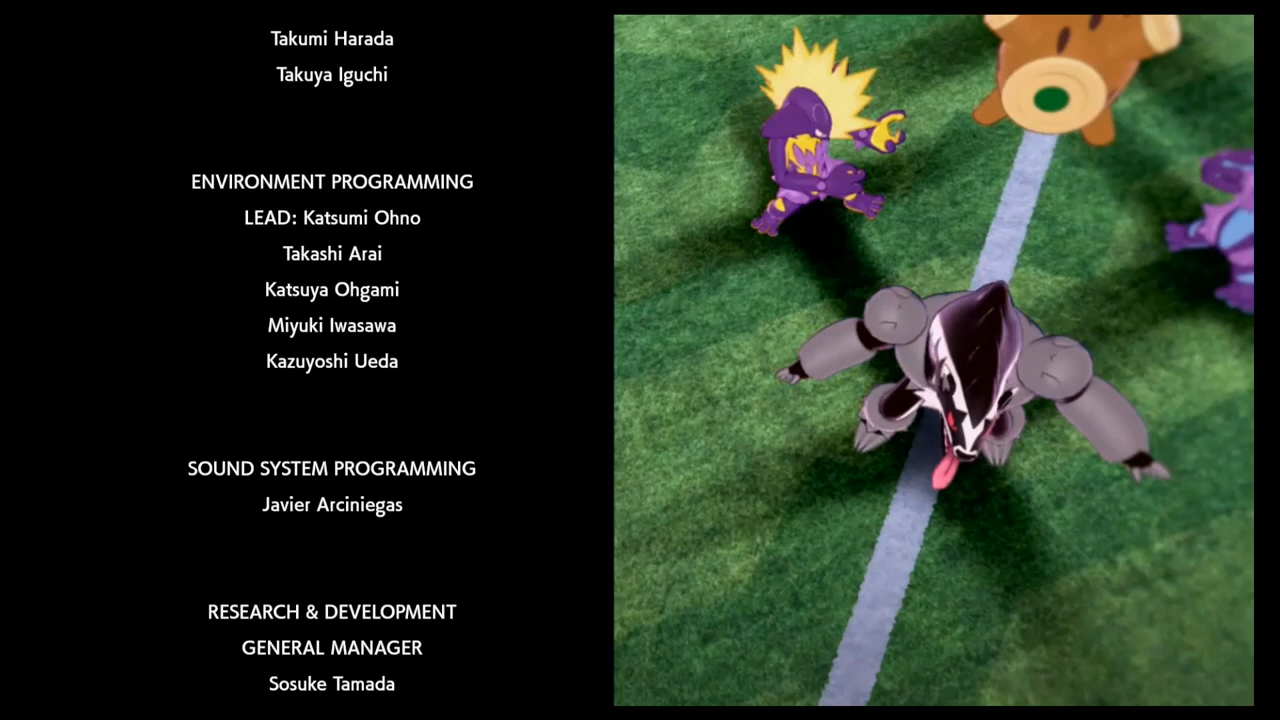 Takumi Harada
Takuya Iguchi
ENVIRONMENT PROGRAMMING
LEAD: Katsumi Ohno
Takashi Arai
Katsuya Ohgami
Miyuki Iwasawa
Kazuyoshi Ueda
SOUND SYSTEM PROGRAMMING
Javier Arciniegas
RESEARCH & DEVELOPMENT
GENERAL MANAGER
Sosuke Tamada